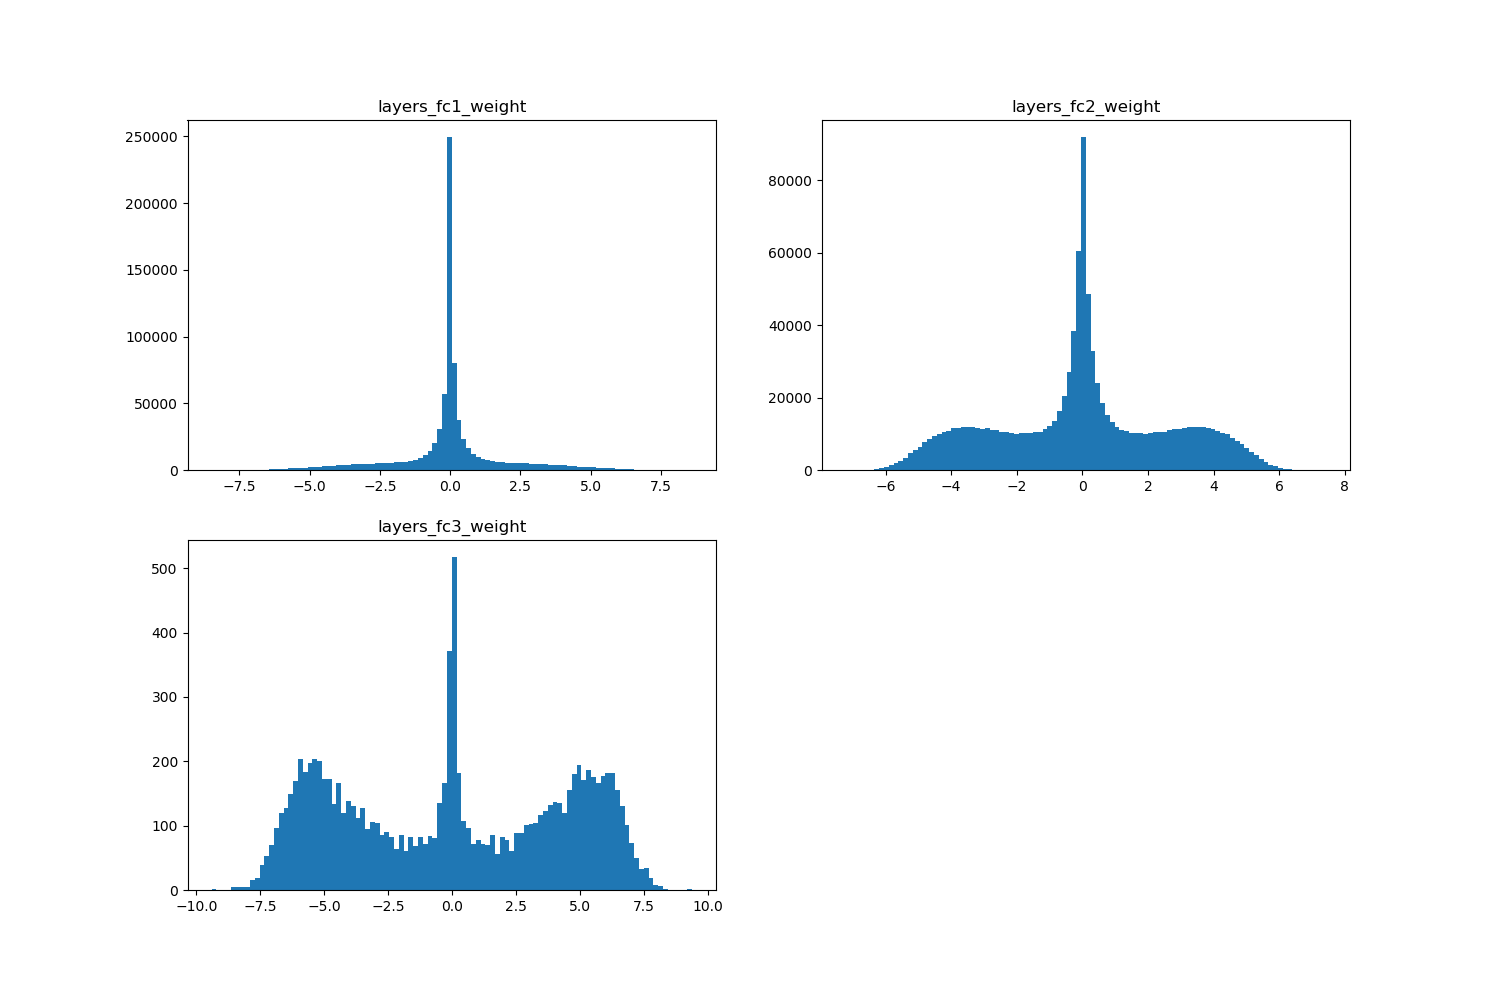 layers_fc1_weight
250000
200000
150000
100000
50000
0
−7.5 −5.0 −2.5 0.0 2.5 5.0 7.5
layers_fc2_weight
80000
60000
40000
20000
0
−6 −4 −2 0 2 4 6 8
layers_fc3_weight
500
400
300
200
100
0
−10.0 −7.5 −5.0 −2.5 0.0 2.5 5.0 7.5 10.0